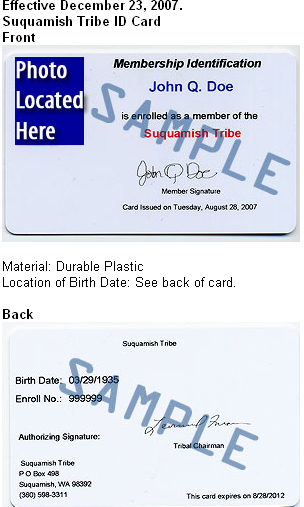 Effective December 23, 2007.
Squamish Tribe ID Card
Front
Photo
Located
Here
Membership Identification
John Q. Doe
is enrolled as a member of the
Suquamish Tribe
SAMPLE
John Q Doe
Member Signature
Card Issued on Tuesday, August 28, 2007
Material: Durable Plastic
Location of Birth Date: See back of card.
Back
Suquamish Tribe
Birth Date: 03/29/1935
Enroll No.: 999999
SAMPLE
Authorizing Signature:
Tribal Chairman
Suquamish Tribe
P O Box 498
Suquamish, WA 98392
(360) 598-3311
This card expires on 8/28/2012